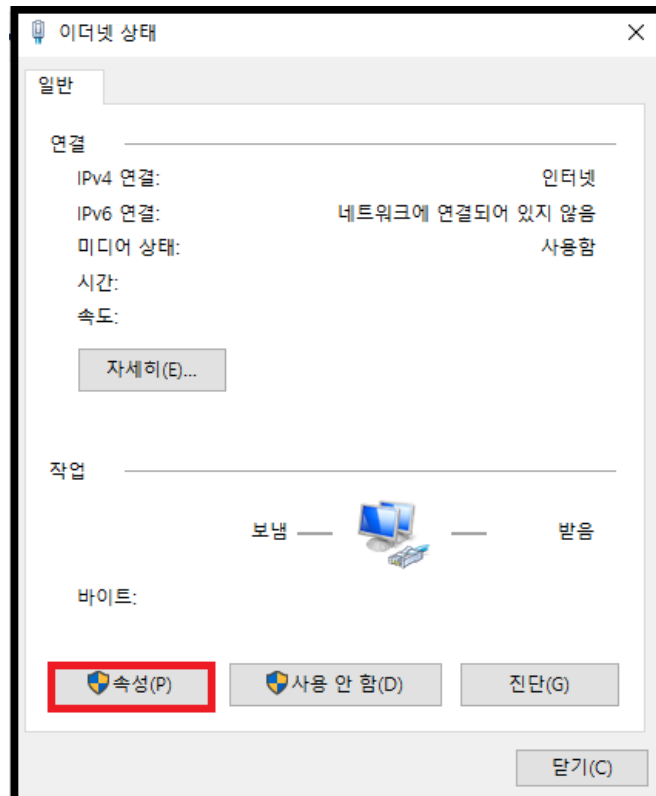 이더넷 상태
일반
연결
IPv4 연결: 인터넷
IPv6 연결: 네트워크에 연결되어 있지 않음
미디어 상태: 사용함
시간:
속도:
자세히(E)...
작업
보냄 받음
바이트:
속성(P) 사용 안 함(D) 진단(G)
닫기(C)